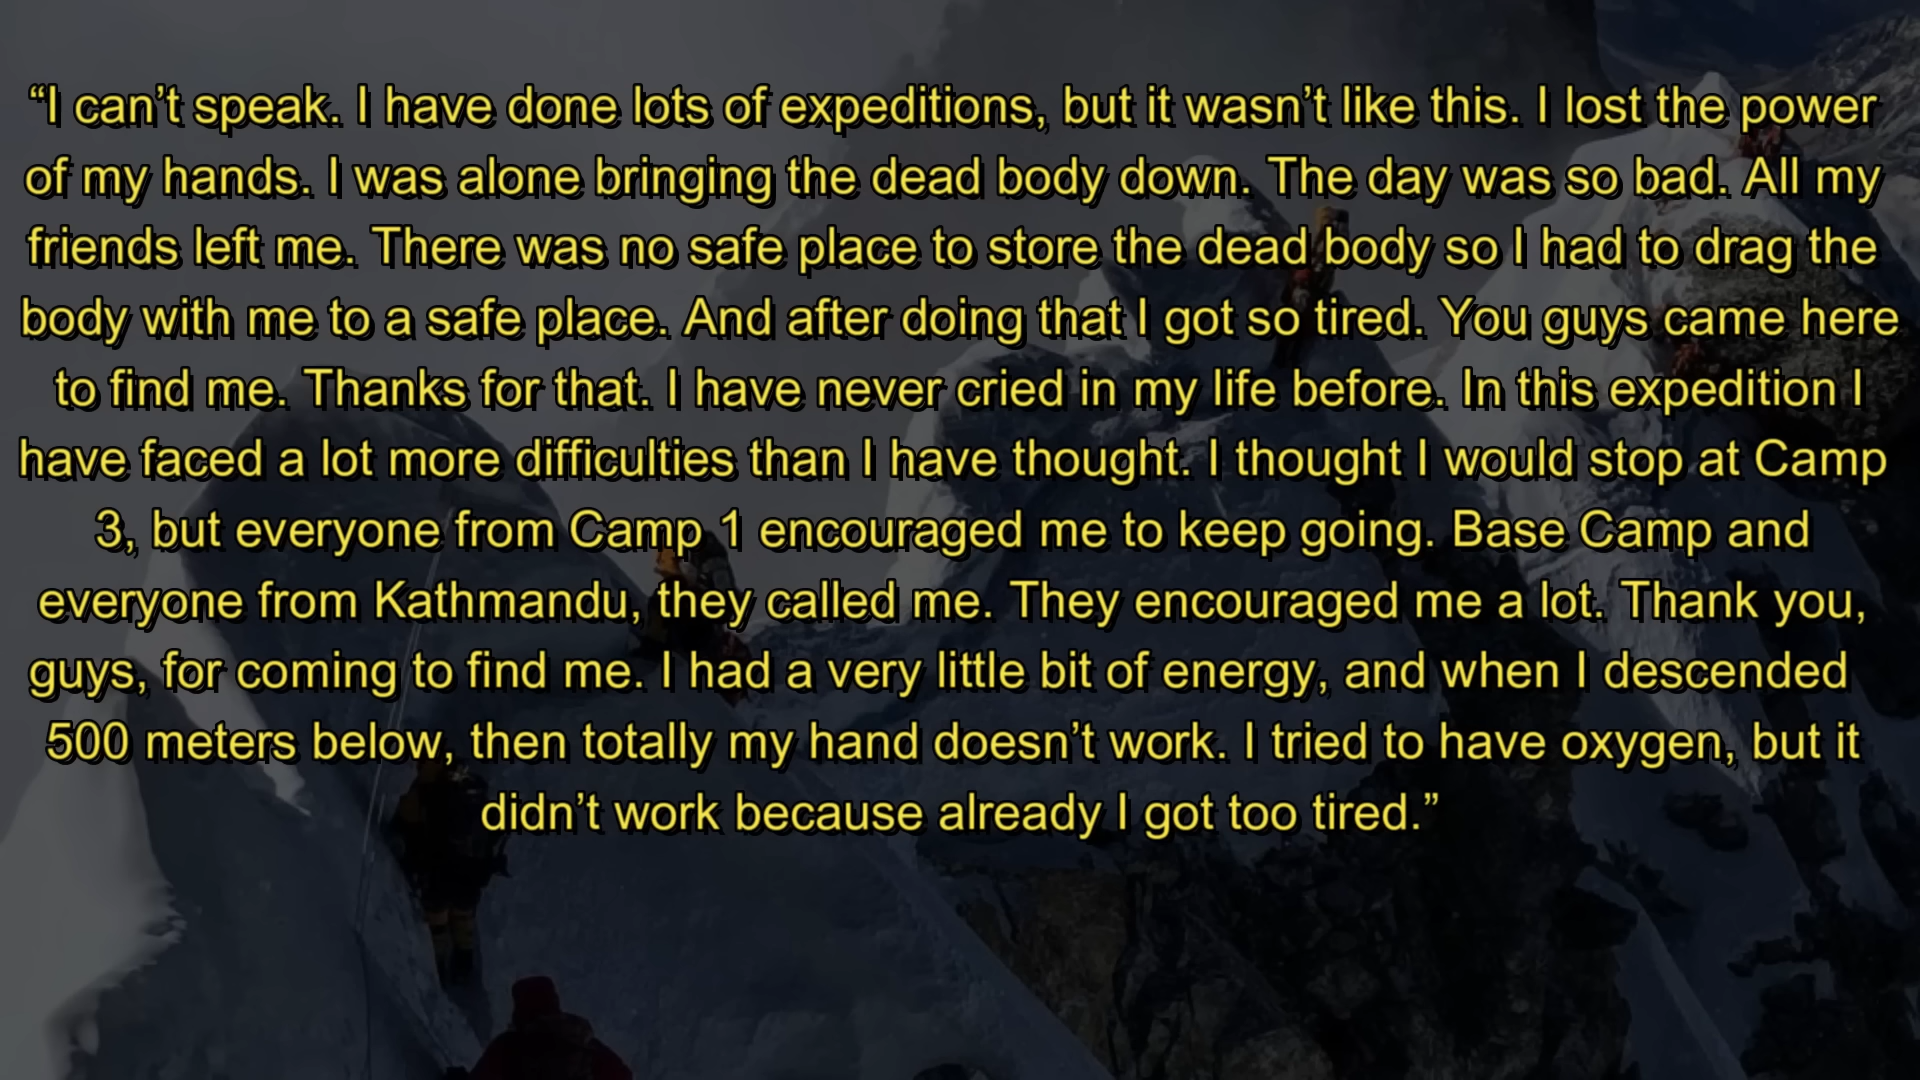 “I can’t speak. I have done lots of expeditions, but it wasn’t like this. I lost the power
of my hands. I was alone bringing the dead body down. The day was so bad. All my
friends left me. There was no safe place to store the dead body so I had to drag the
body with me to a safe place. And after doing that I got so tired. You guys came here
to find me. Thanks for that. I have never cried in my life before. In this expedition I
have faced a lot more difficulties than I have thought. I thought I would stop at Camp
3, but everyone from Camp 1 encouraged me to keep going. Base Camp and
everyone from Kathmandu, they called me. They encouraged me a lot. Thank you,
guys, for coming to find me. I had a very little bit of energy, and when I descended
500 meters below, then totally my hand doesn’t work. I tried to have oxygen, but it
didn’t work because already I got too tired.”